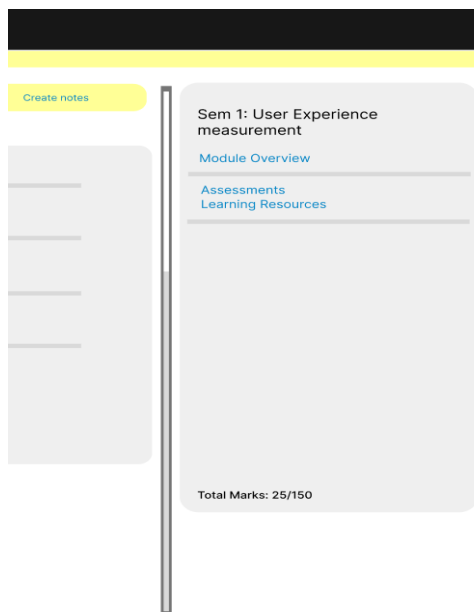 Create notes
Sem 1: User Experience
measurement
Module Overview
Assessments
Learning Resources
Total Marks: 25/150